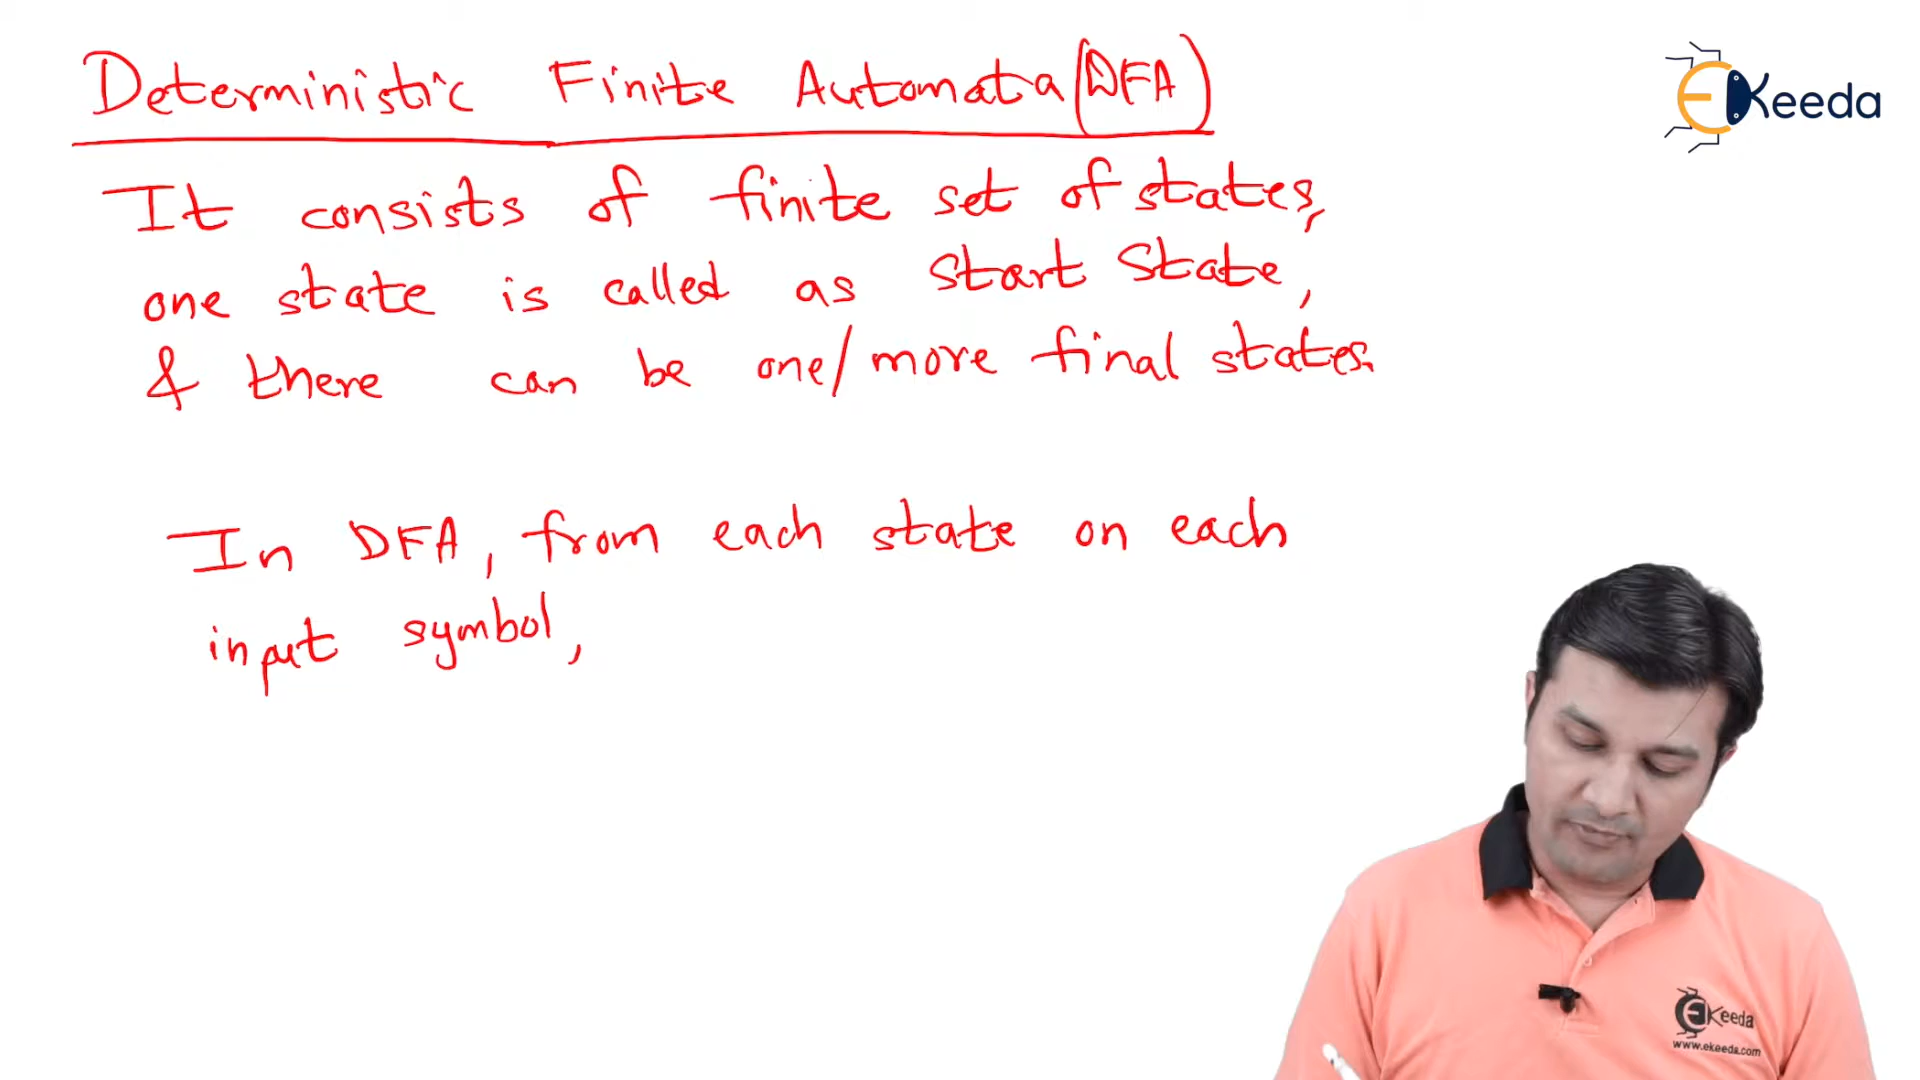 Deterministic Finite Automata (DFA)
EKeeda
It consists of finite set of states,
one state is called as start state,
& there can be one/more final states.
In DFA, from each state on each
input symbol,
EKeeda
www.ekeeda.com